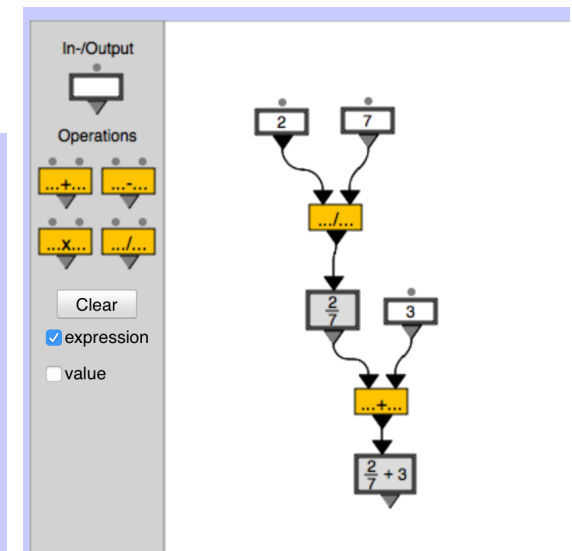 In-/Output
Operations
...+...
...-...
...x...
.../...
Clear
expression
value
2
7
.../...
2
7
3
...+...
2
7
+ 3